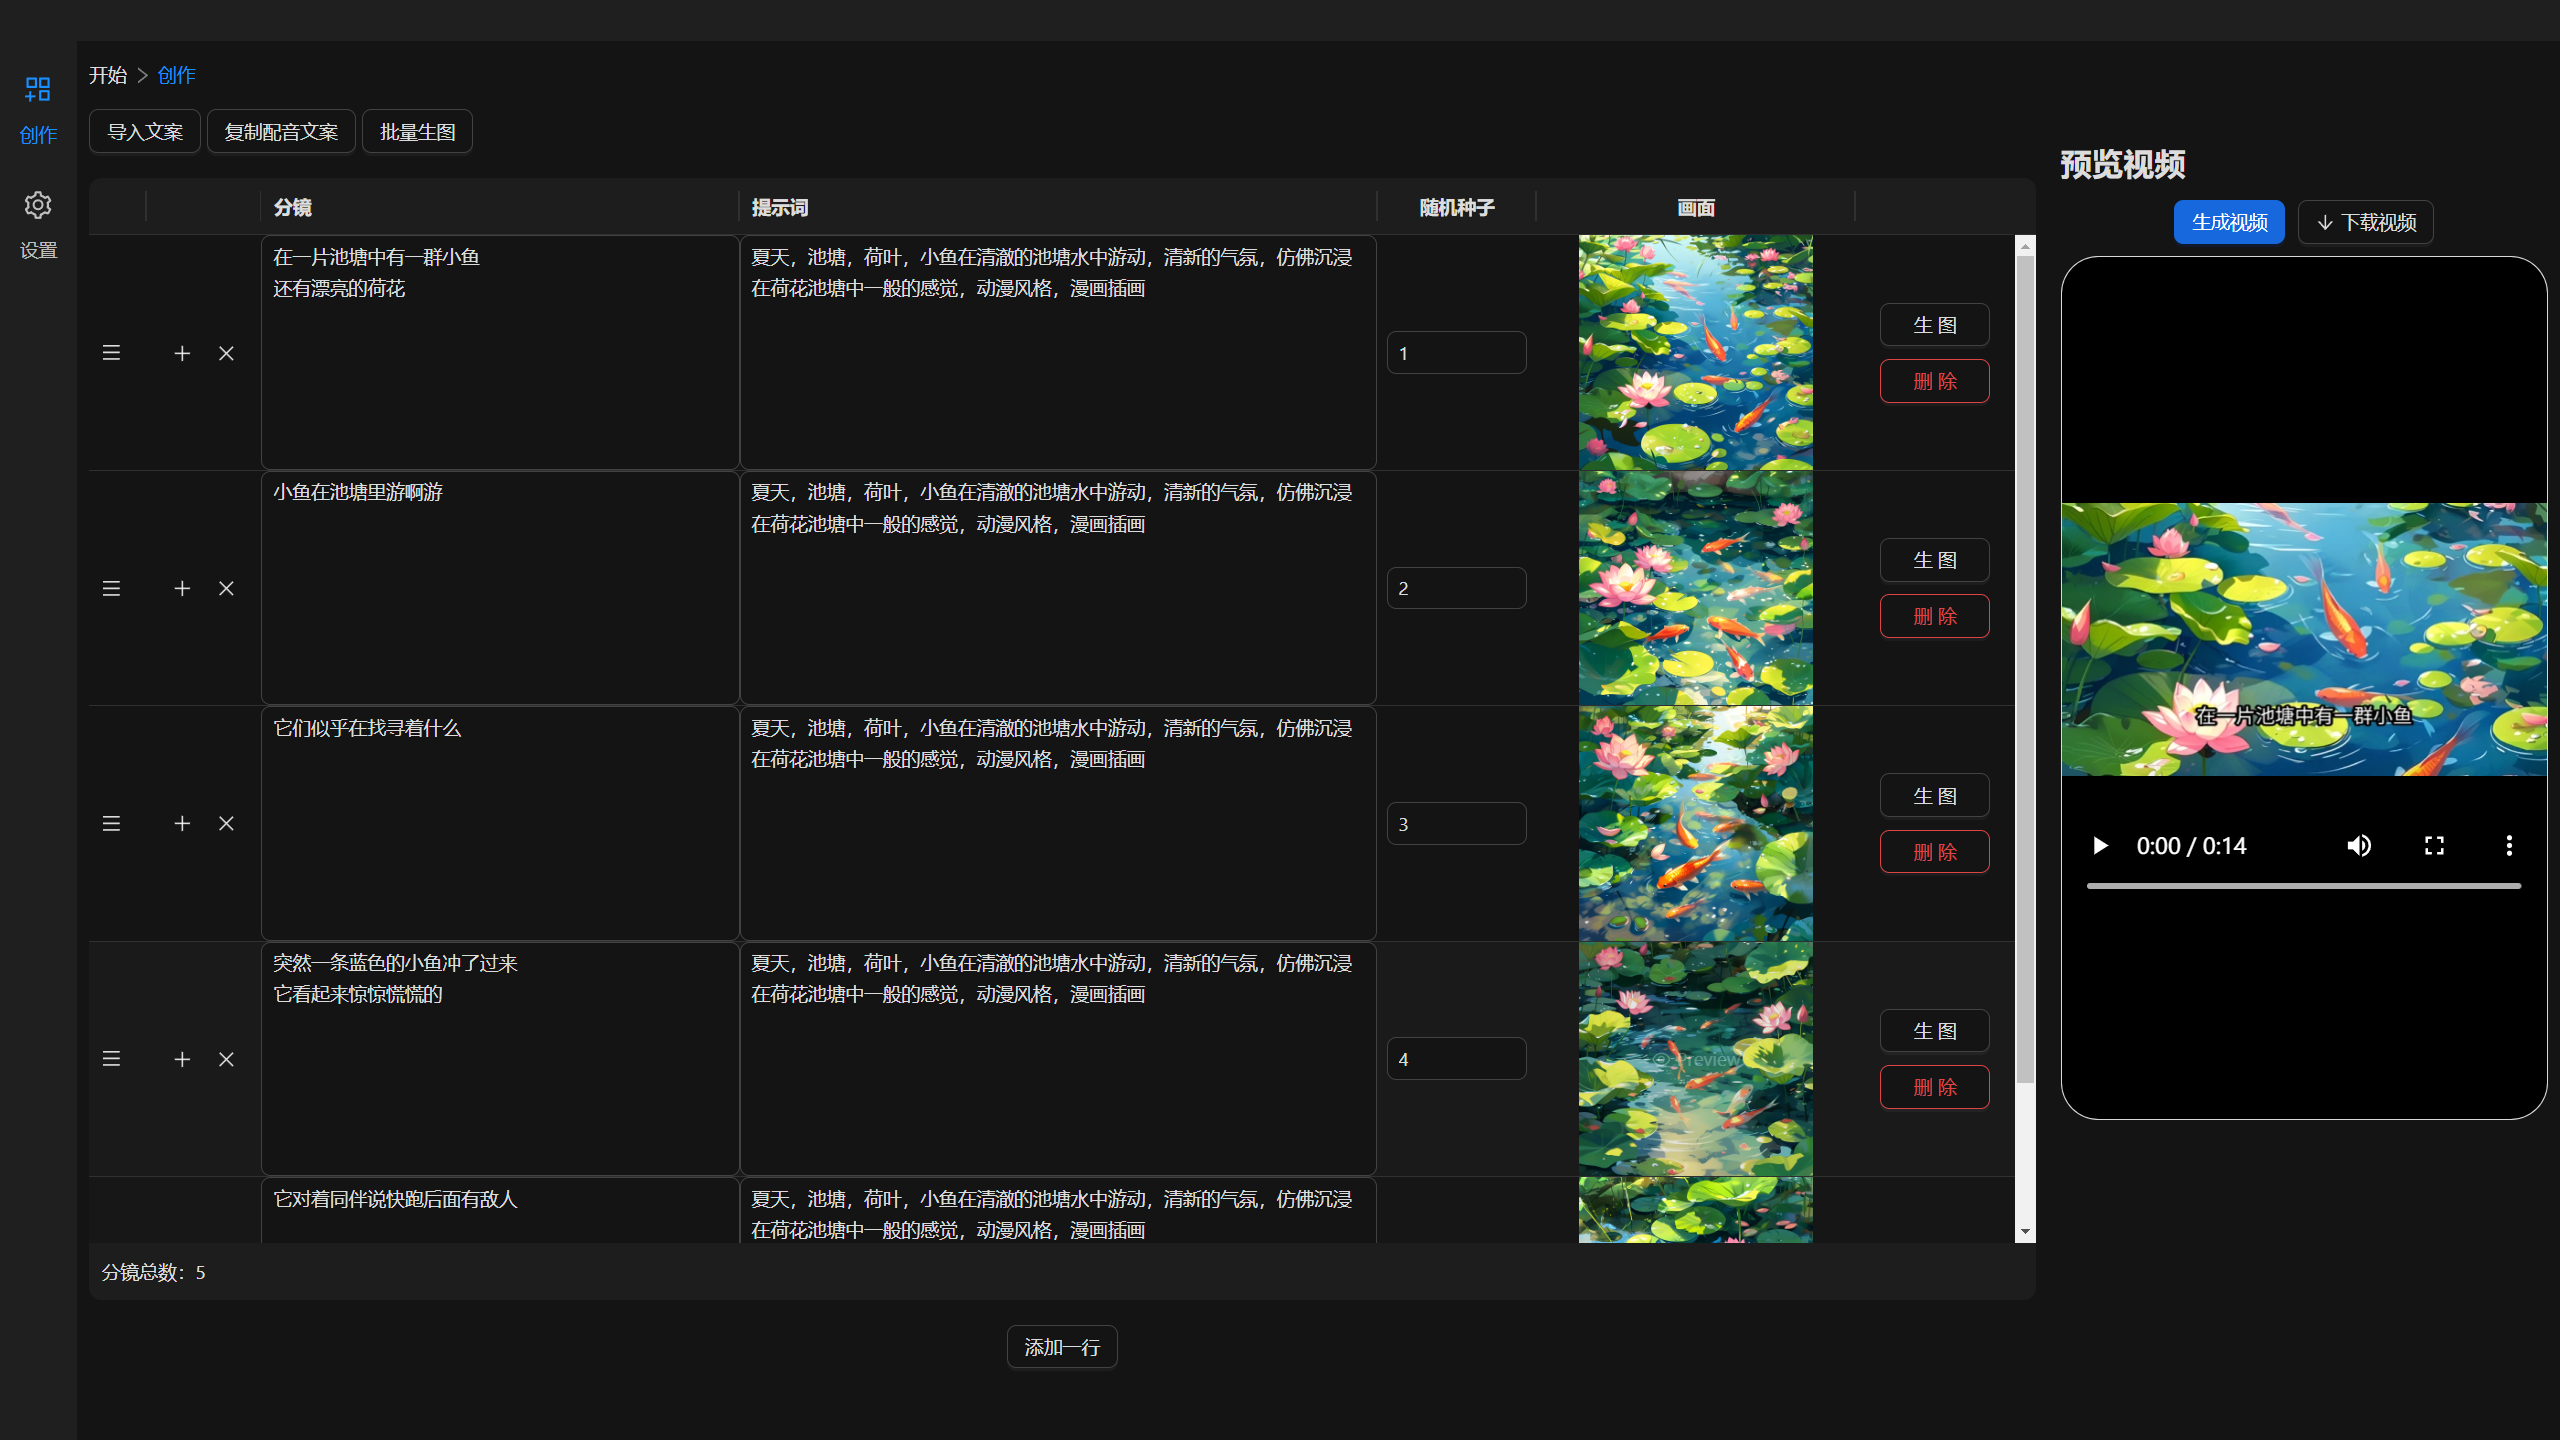 创作
设置
开始 > 创作
导入文案 复制配音文案 批量生图
分镜 提示词 随机种子 画面
在一片池塘中有一群小鱼
还有漂亮的荷花
夏天，池塘，荷叶，小鱼在清澈的池塘水中游动，清新的气氛，仿佛沉浸
在荷花池塘中一般的感觉，动漫风格，漫画插画
1
生 图
删 除
小鱼在池塘里游啊游
夏天，池塘，荷叶，小鱼在清澈的池塘水中游动，清新的气氛，仿佛沉浸
在荷花池塘中一般的感觉，动漫风格，漫画插画
2
生 图
删 除
它们似乎在找寻着什么
夏天，池塘，荷叶，小鱼在清澈的池塘水中游动，清新的气氛，仿佛沉浸
在荷花池塘中一般的感觉，动漫风格，漫画插画
3
生 图
删 除
突然一条蓝色的小鱼冲了过来
它看起来惊惊慌慌的
夏天，池塘，荷叶，小鱼在清澈的池塘水中游动，清新的气氛，仿佛沉浸
在荷花池塘中一般的感觉，动漫风格，漫画插画
4
Preview
生 图
删 除
它对着同伴说快跑后面有敌人
夏天，池塘，荷叶，小鱼在清澈的池塘水中游动，清新的气氛，仿佛沉浸
在荷花池塘中一般的感觉，动漫风格，漫画插画
分镜总数：5
添加一行
预览视频
生成视频 下载视频
在一片池塘中有一群小鱼
0:00 / 0:14